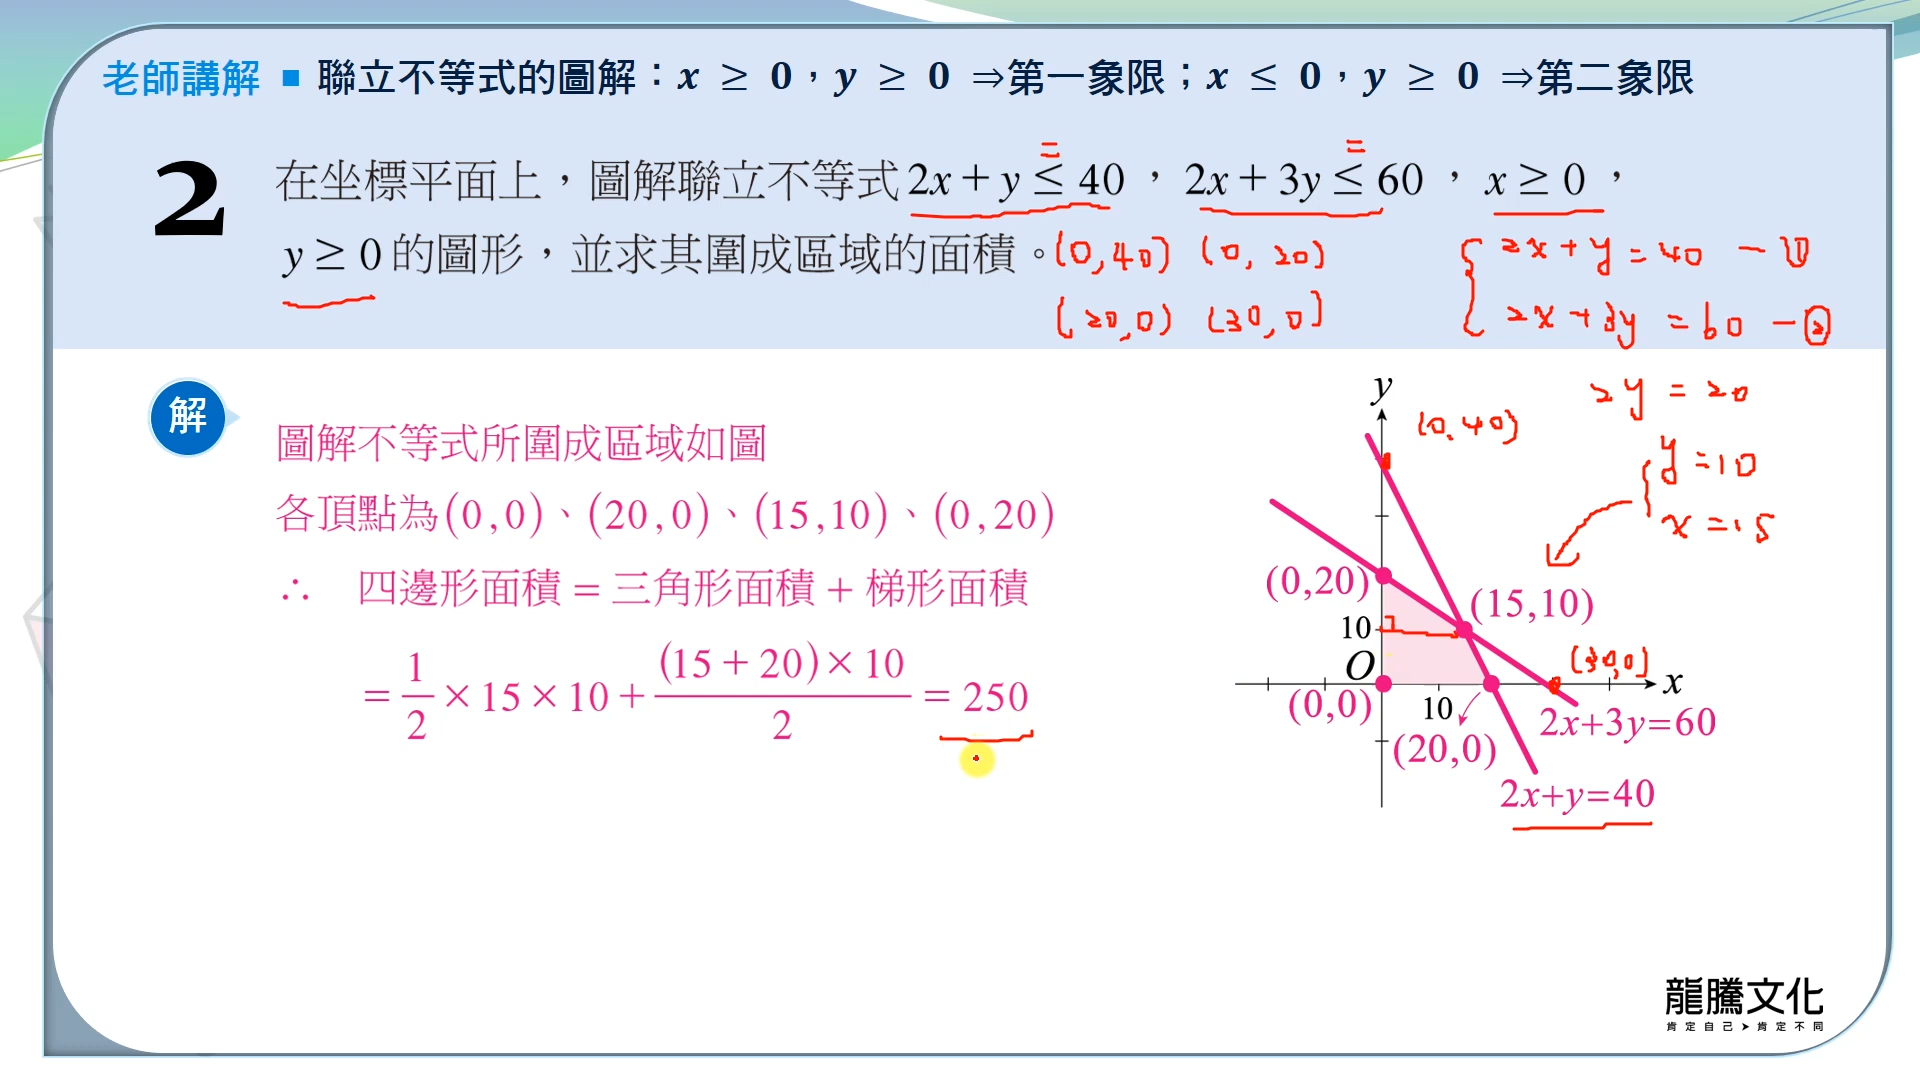 老師講解 ■ 聯立不等式的圖解：x ≥ 0，y ≥ 0 ⇒第一象限；x ≤ 0，y ≥ 0 ⇒第二象限
2
在坐標平面上，圖解聯立不等式2x + y ≤ 40，2x + 3y ≤ 60，x ≥ 0，
= =
y ≥ 0的圖形，並求其圍成區域的面積。
(0,40) (0,20)
(20,0) (30,0)
2x+y=40 -①
2x+3y=60 -②
2y=20
y=10
x=15
解
圖解不等式所圍成區域如圖
各頂點為(0,0)、(20,0)、(15,10)、(0,20)
∴ 四邊形面積 = 三角形面積 + 梯形面積
= 1/2 × 15 × 10 + (15 + 20) × 10 / 2 = 250
y
(0,40)
(0,20)
(15,10)
10
O
(30,0)
x
(0,0)
10
(20,0)
2x+3y=60
2x+y=40
龍騰文化
肯定自己➤肯定不同